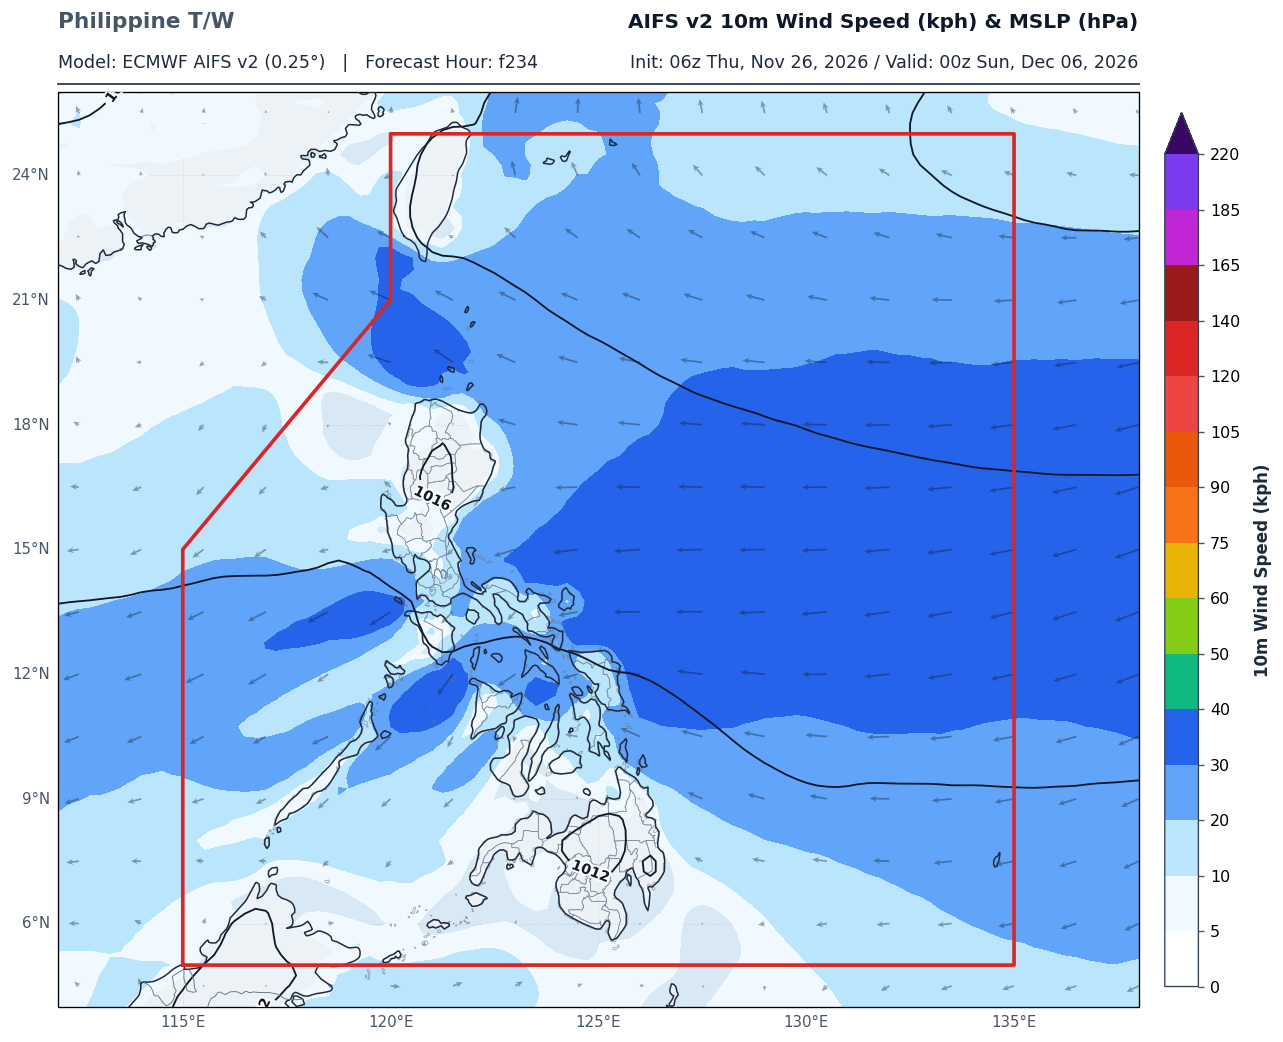 Philippine T/W
AIFS v2 10m Wind Speed (kph) & MSLP (hPa)
Model: ECMWF AIFS v2 (0.25°) | Forecast Hour: f234
Init: 06z Thu, Nov 26, 2026 / Valid: 00z Sun, Dec 06, 2026
24°N
21°N
18°N
15°N
12°N
9°N
6°N
1016
1012
115°E
120°E
125°E
130°E
135°E
220
185
165
140
120
105
90
75
60
50
40
30
20
10
5
0
10m Wind Speed (kph)